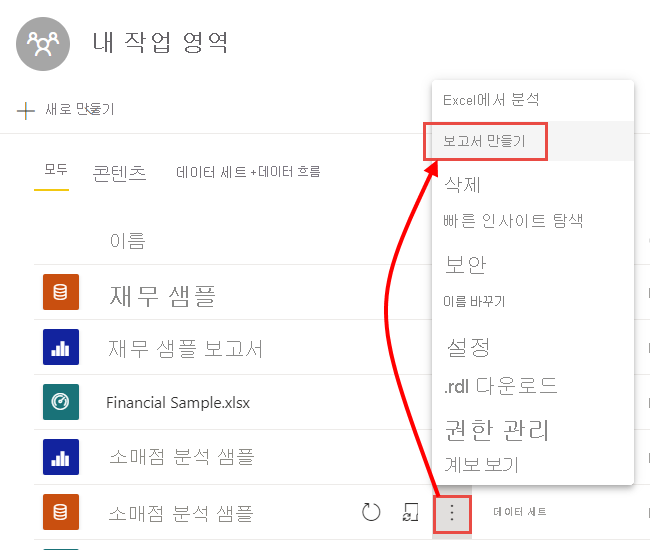 내 작업 영역
새로 만들기
모두
콘텐츠
데이터 세트 +데이터 흐름
이름
재무 샘플
재무 샘플 보고서
Financial Sample.xlsx
소매점 분석 샘플
소매점 분석 샘플
데이터 세트
Excel에서 분석
보고서 만들기
삭제
빠른 인사이트 탐색
보안
이름 바꾸기
설정
.rdl 다운로드
권한 관리
계보 보기